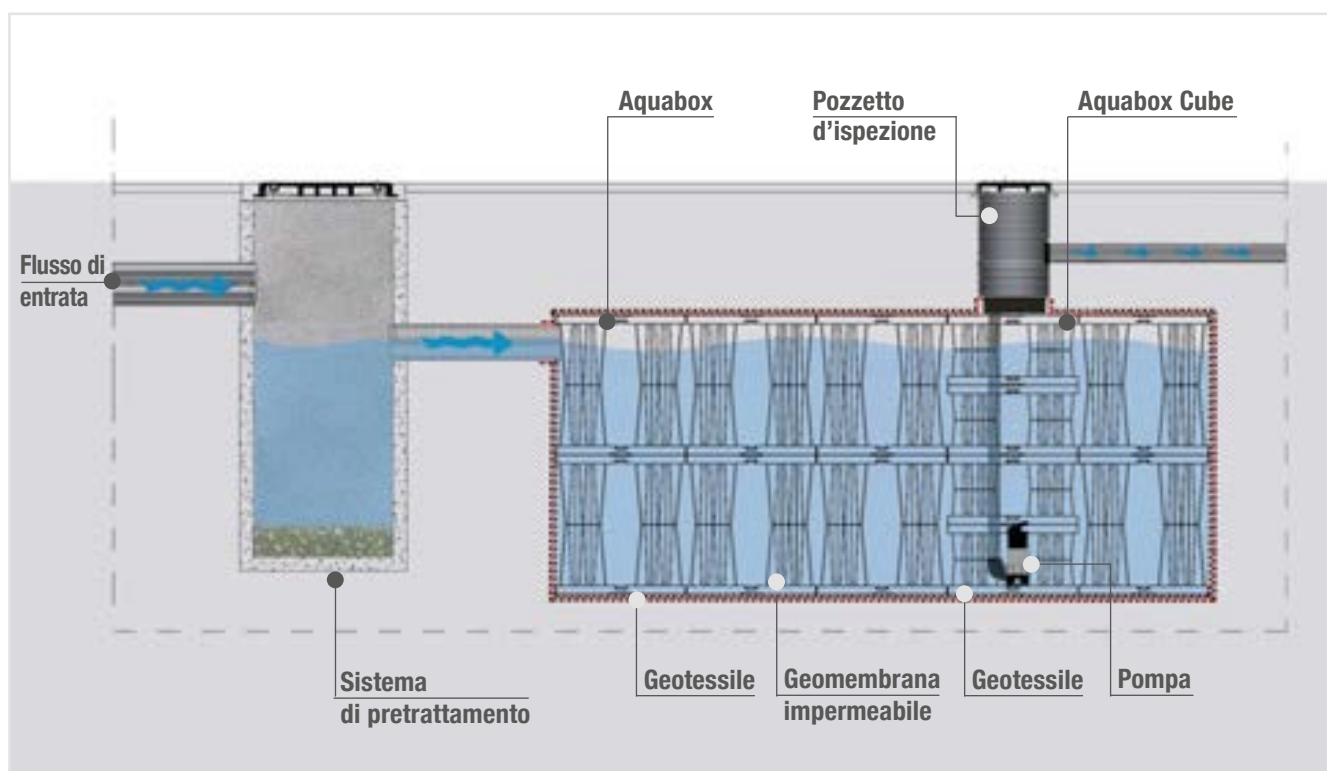 Aquabox
Pozzetto
d’ispezione
Aquabox Cube
Flusso di
entrata
Sistema
di pretrattamento
Geotessile
Geomembrana
impermeabile
Geotessile
Pompa